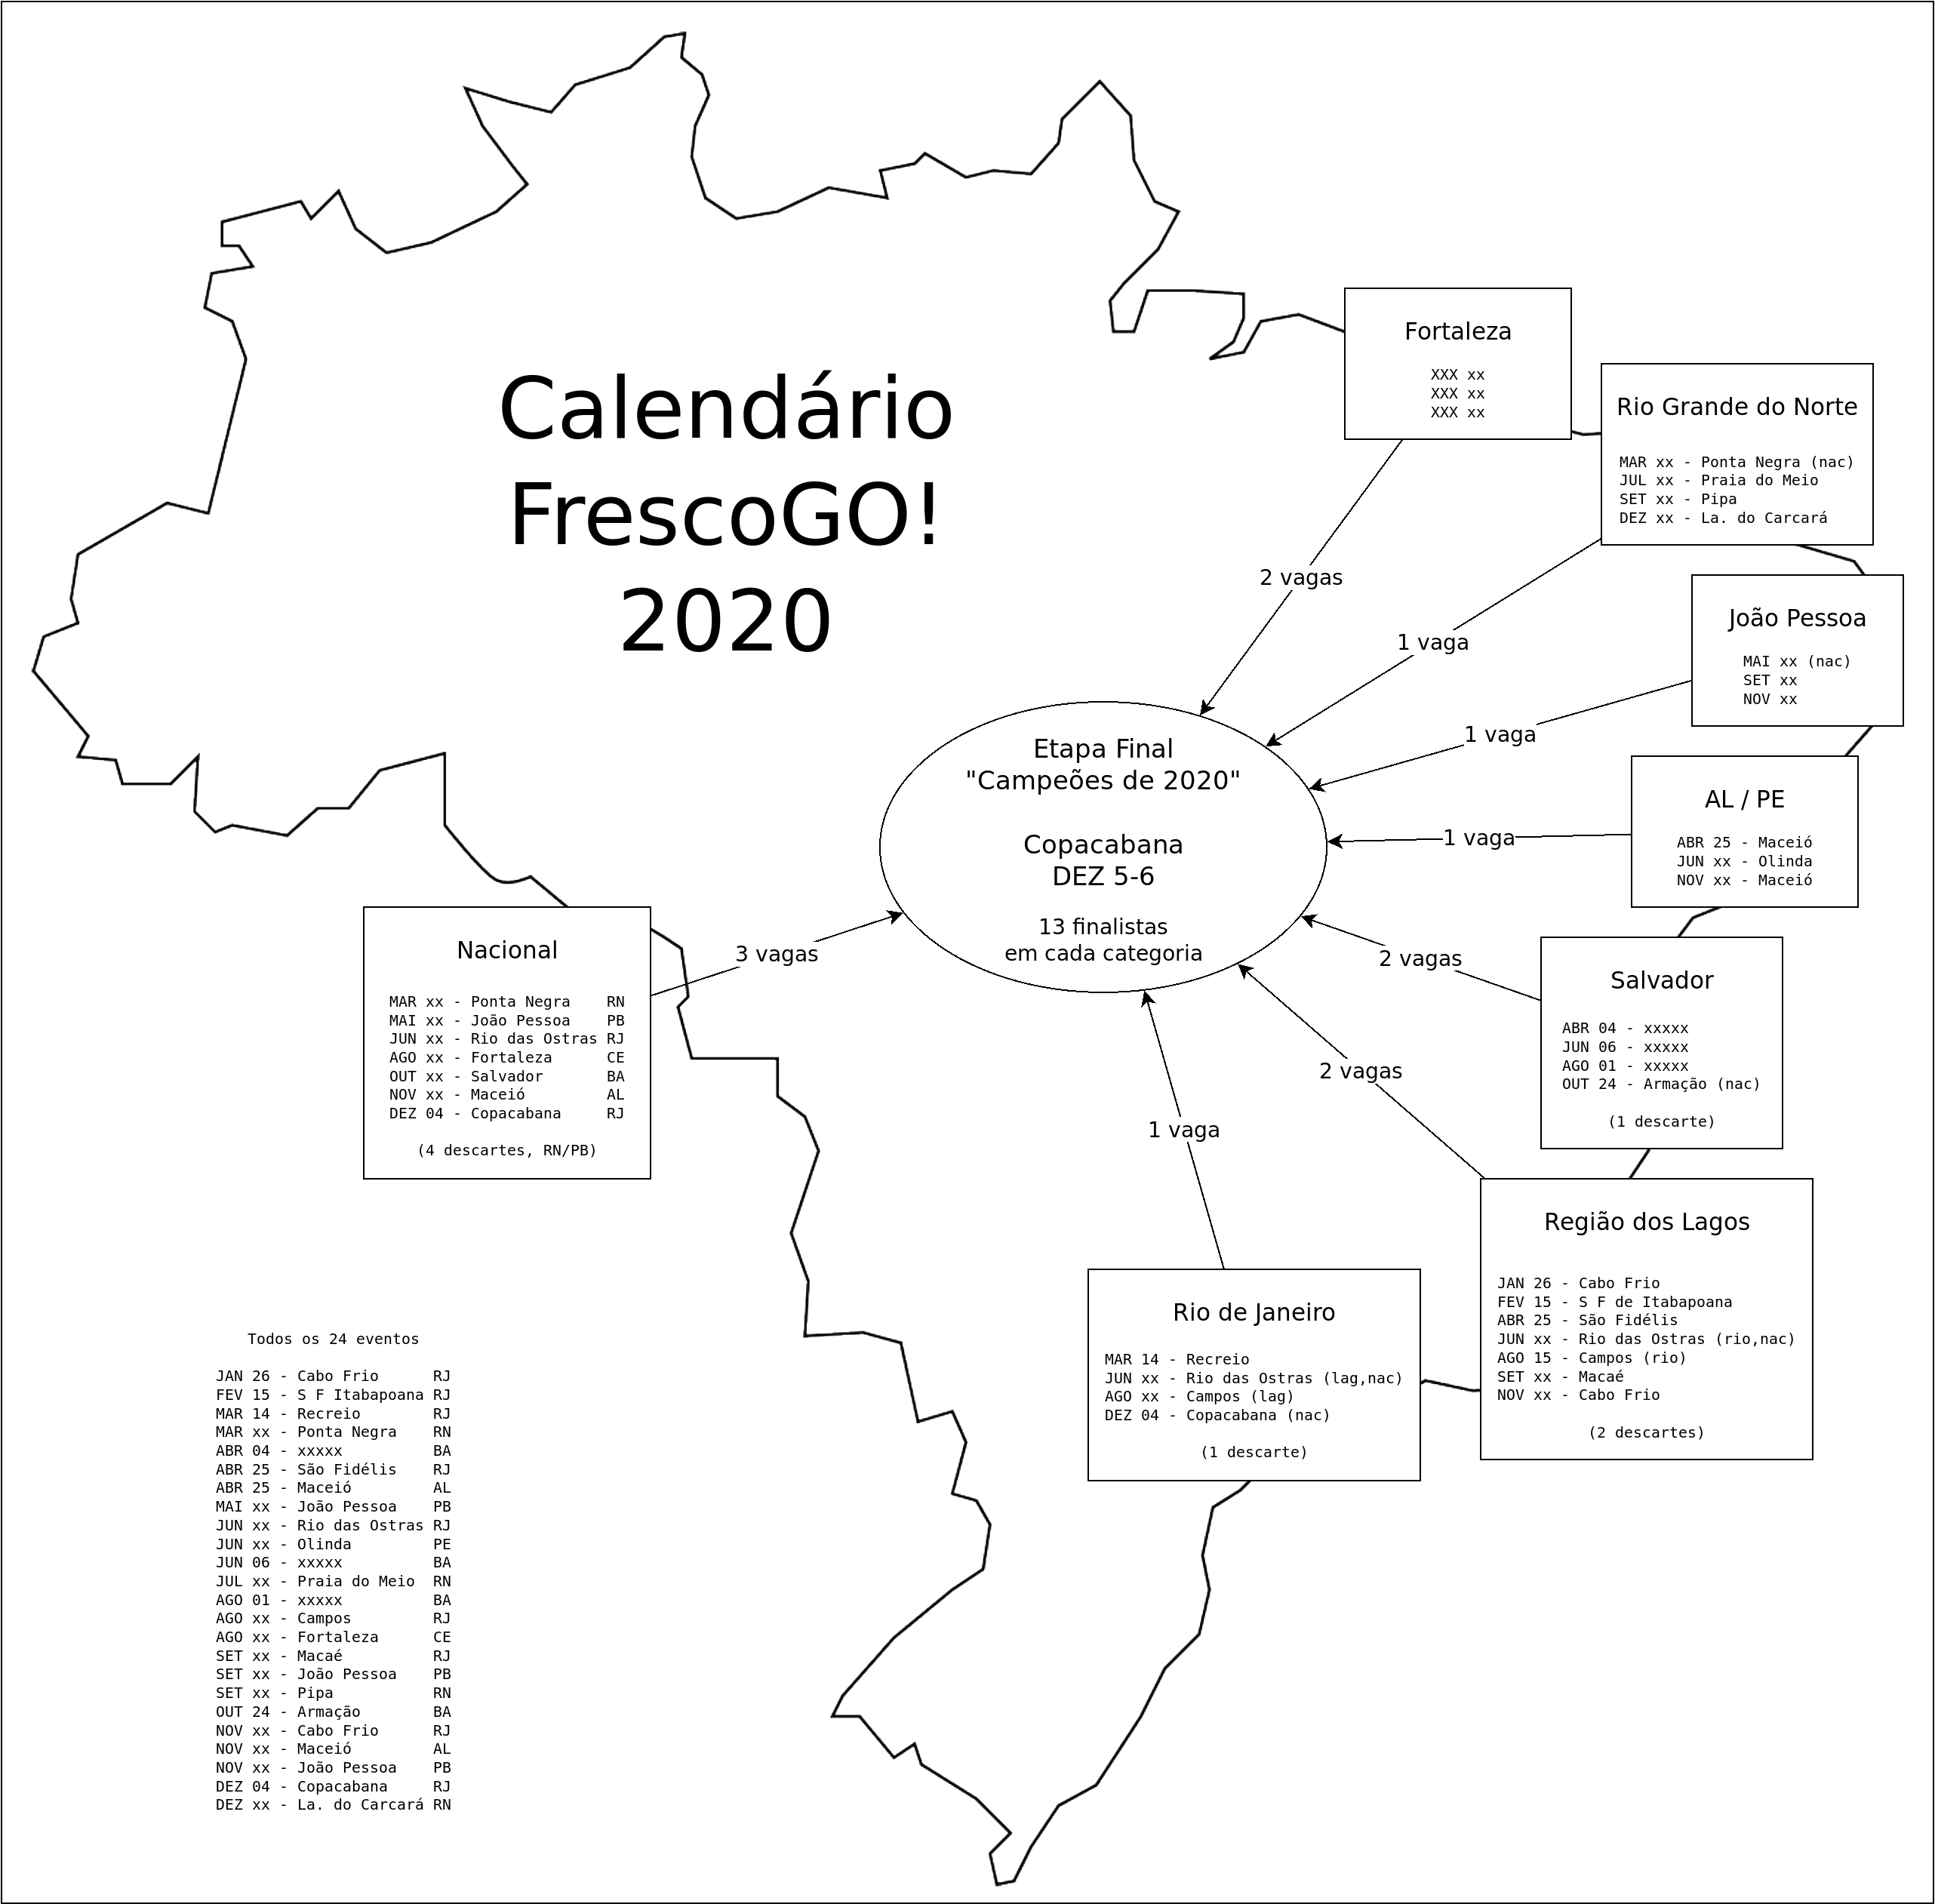 Calendário
FrescoGO!
2020
Fortaleza
XXX xx
XXX xx
XXX xx
Rio Grande do Norte
MAR xx - Ponta Negra (nac)
JUL xx - Praia do Meio
SET xx - Pipa
DEZ xx - La. do Carcará
2 vagas
1 vaga
João Pessoa
MAI xx (nac)
SET xx
NOV xx
1 vaga
AL / PE
ABR 25 - Maceió
JUN xx - Olinda
NOV xx - Maceió
1 vaga
Etapa Final
"Campeões de 2020"
Copacabana
DEZ 5-6
13 finalistas
em cada categoria
3 vagas
Nacional
MAR xx - Ponta Negra    RN
MAI xx - João Pessoa    PB
JUN xx - Rio das Ostras RJ
AGO xx - Fortaleza      CE
OUT xx - Salvador       BA
NOV xx - Maceió         AL
DEZ 04 - Copacabana     RJ
(4 descartes, RN/PB)
2 vagas
Salvador
ABR 04 - xxxxx
JUN 06 - xxxxx
AGO 01 - xxxxx
OUT 24 - Armação (nac)
(1 descarte)
2 vagas
Região dos Lagos
JAN 26 - Cabo Frio
FEV 15 - S F de Itabapoana
ABR 25 - São Fidélis
JUN xx - Rio das Ostras (rio,nac)
AGO 15 - Campos (rio)
SET xx - Macaé
NOV xx - Cabo Frio
(2 descartes)
1 vaga
Rio de Janeiro
MAR 14 - Recreio
JUN xx - Rio das Ostras (lag,nac)
AGO xx - Campos (lag)
DEZ 04 - Copacabana (nac)
(1 descarte)
Todos os 24 eventos
JAN 26 - Cabo Frio      RJ
FEV 15 - S F Itabapoana RJ
MAR 14 - Recreio        RJ
MAR xx - Ponta Negra    RN
ABR 04 - xxxxx          BA
ABR 25 - São Fidélis    RJ
ABR 25 - Maceió         AL
MAI xx - João Pessoa    PB
JUN xx - Rio das Ostras RJ
JUN xx - Olinda         PE
JUN 06 - xxxxx          BA
JUL xx - Praia do Meio  RN
AGO 01 - xxxxx          BA
AGO xx - Campos         RJ
AGO xx - Fortaleza      CE
SET xx - Macaé          RJ
SET xx - João Pessoa    PB
SET xx - Pipa           RN
OUT 24 - Armação        BA
NOV xx - Cabo Frio      RJ
NOV xx - Maceió         AL
NOV xx - João Pessoa    PB
DEZ 04 - Copacabana     RJ
DEZ xx - La. do Carcará RN